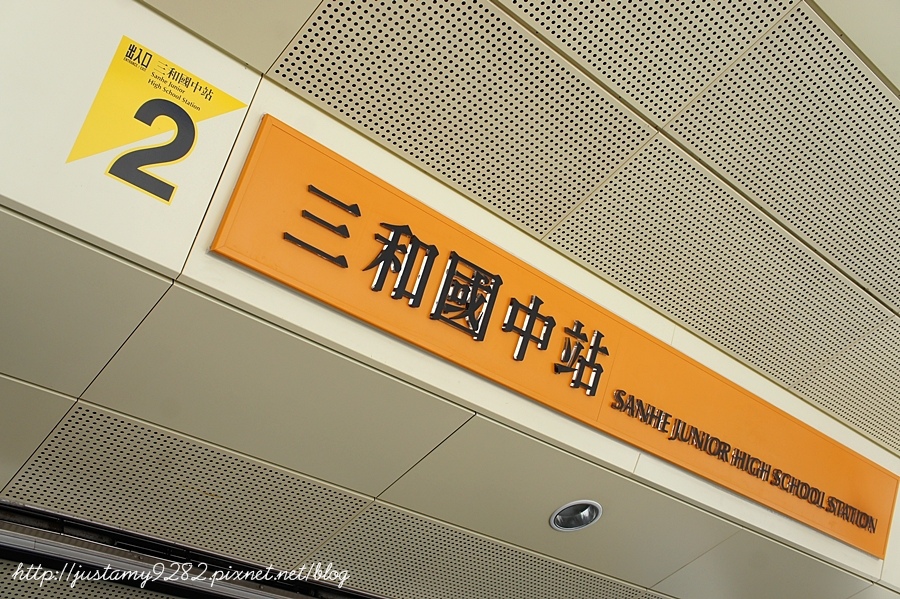 出入口 三和國中站
Sanhe Junior
High School Station
2
三和國中站
SANHE JUNIOR HIGH SCHOOL STATION
http://justamy9282.pixnet.net/blog